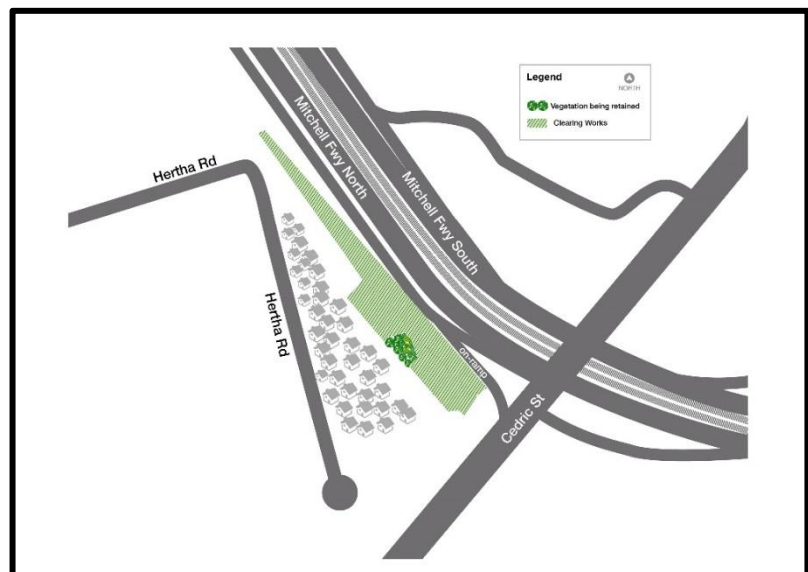 Legend
NORTH
Vegetation being retained
Clearing Works
Mitchell Fwy North
Mitchell Fwy South
Hertha Rd
Hertha Rd
on-ramp
Cedric St